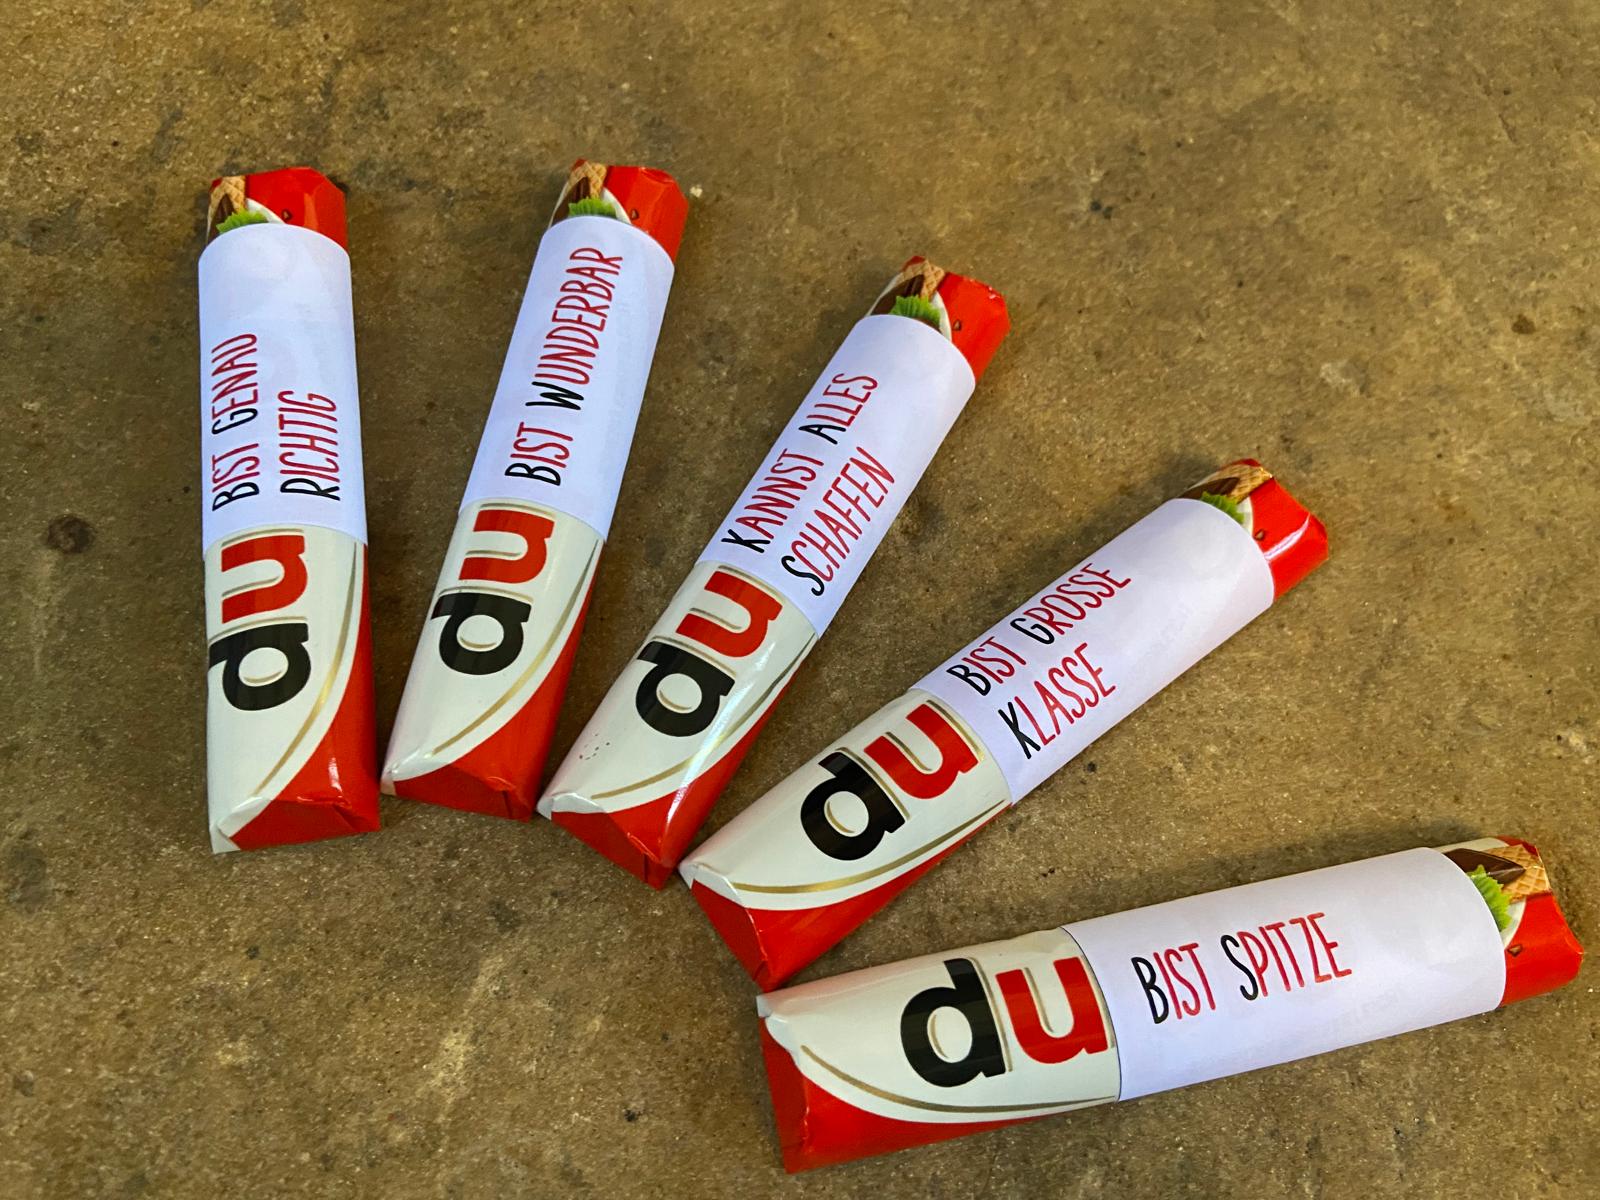 du BIST GENAU
RICHTIG
du BIST WUNDERBAR
du KANNST ALLES
SCHAFFEN
du BIST GROSSE
KLASSE
du BIST SPITZE